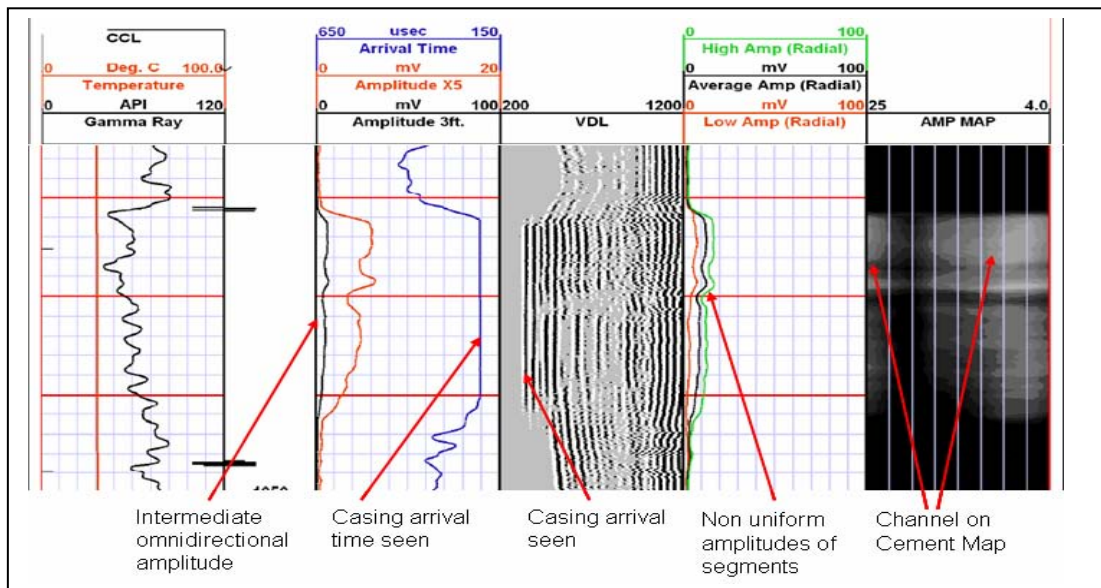 CCL
0 Deg. C 100.0
Temperature
0 API 120
Gamma Ray
650 usec 150
Arrival Time
0 mV 20
Amplitude X5
0 mV 100
Amplitude 3ft.
200 1200
VDL
0 100
High Amp (Radial)
0 mV 100
Average Amp (Radial)
0 mV 100
Low Amp (Radial)
25 4.0
AMP MAP
Intermediate
omnidirectional
amplitude
Casing arrival
time seen
Casing arrival
seen
Non uniform
amplitudes of
segments
Channel on
Cement Map